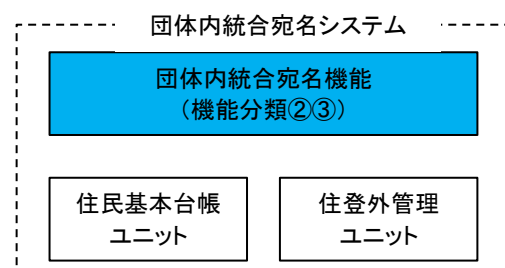 団体内統合宛名システム
団体内統合宛名機能
（機能分類②③）
住民基本台帳
ユニット
住登外管理
ユニット